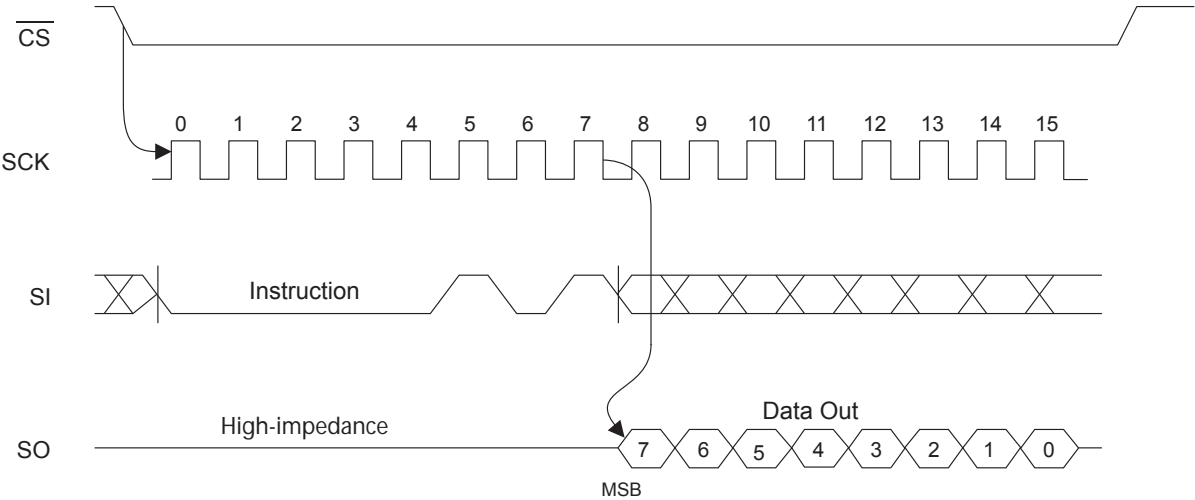 CS
0 1 2 3 4 5 6 7 8 9 10 11 12 13 14 15
SCK
SI
Instruction
Data Out
High-impedance
SO
7 6 5 4 3 2 1 0
MSB